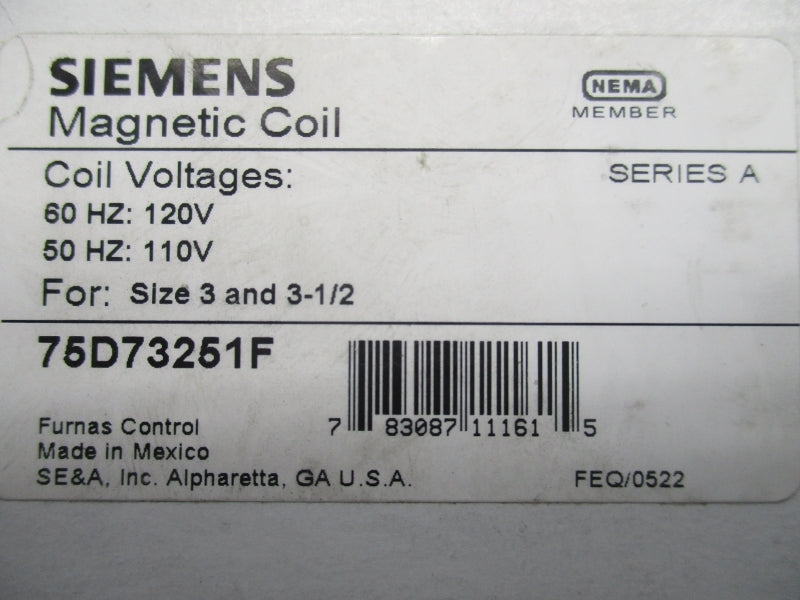 SIEMENS
NEMA
Magnetic Coil
MEMBER
Coil Voltages:
SERIES A
60 HZ: 120V
50 HZ: 110V
For: Size 3 and 3-1/2
75D73251F
Furnas Control
7 83087 11161 5
Made in Mexico
SE&A, Inc. Alpharetta, GA U.S.A.
FEQ/0522